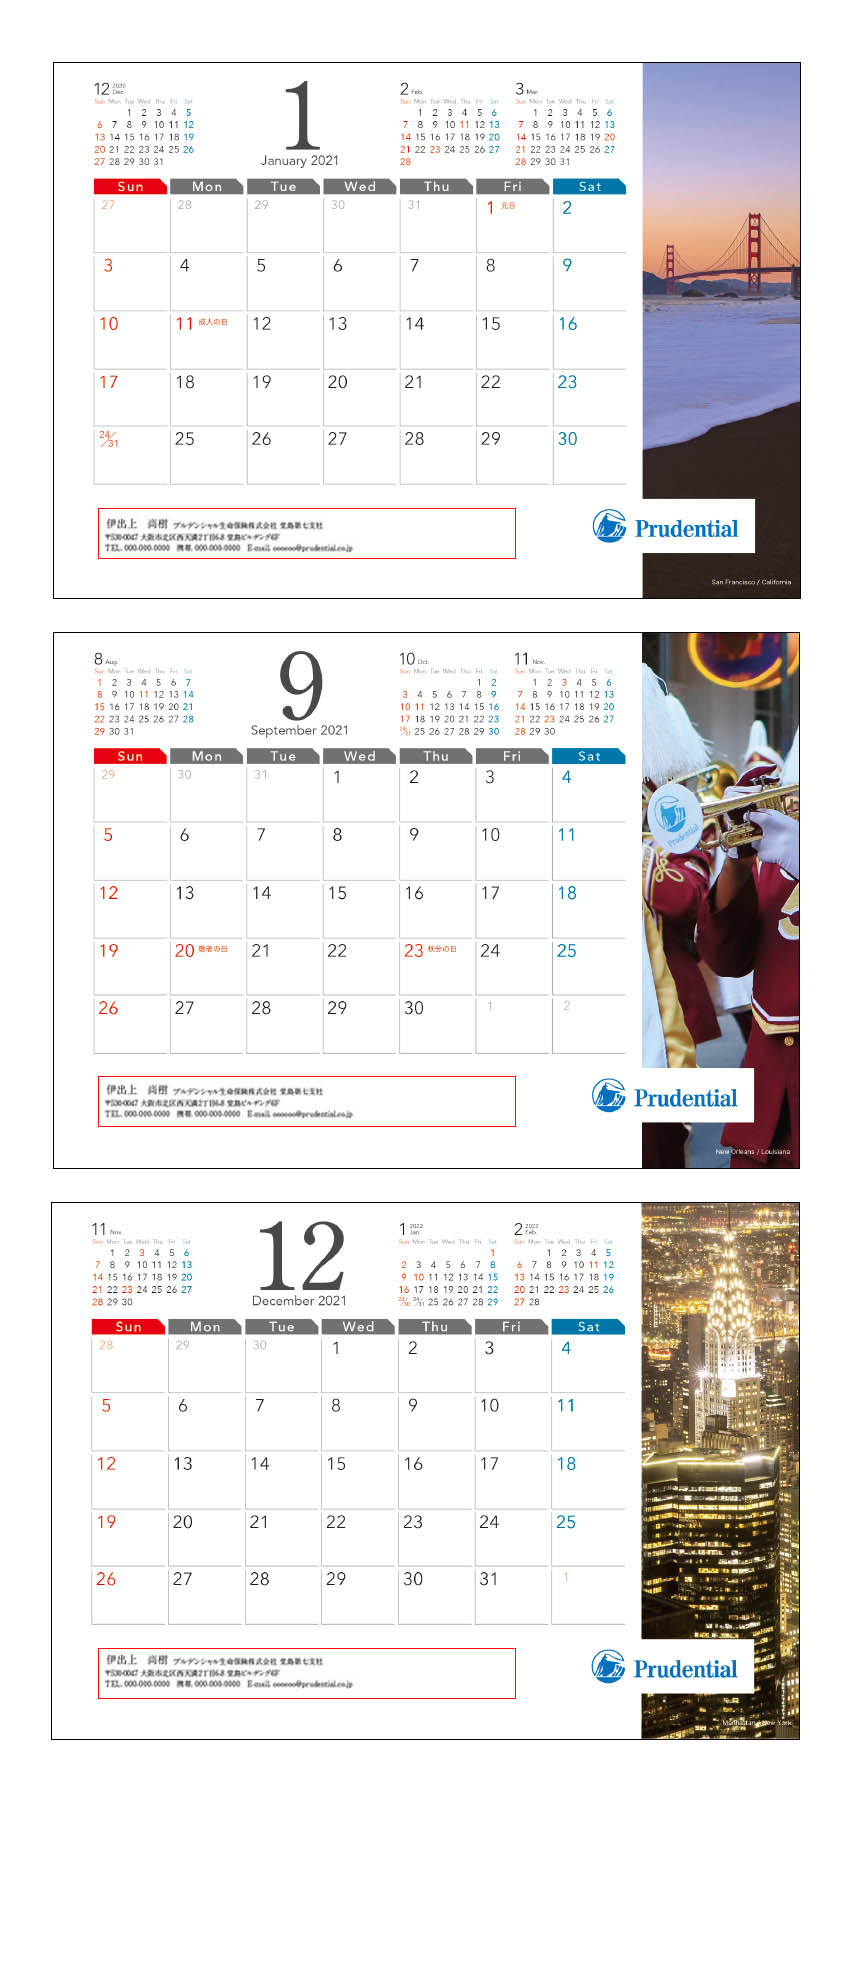 12 2020 Dec.
Sun Mon Tue Wed Thu Fri Sat
1 2 3 4 5
6 7 8 9 10 11 12
13 14 15 16 17 18 19
20 21 22 23 24 25 26
27 28 29 30 31
1
January 2021
2 Feb.
Sun Mon Tue Wed Thu Fri Sat
1 2 3 4 5 6
7 8 9 10 11 12 13
14 15 16 17 18 19 20
21 22 23 24 25 26 27
28
3 Mar.
Sun Mon Tue Wed Thu Fri Sat
1 2 3 4 5 6
7 8 9 10 11 12 13
14 15 16 17 18 19 20
21 22 23 24 25 26 27
28 29 30 31
Sun Mon Tue Wed Thu Fri Sat
27 28 29 30 31 1 元日 2
3 4 5 6 7 8 9
10 11 成人の日 12 13 14 15 16
17 18 19 20 21 22 23
24/31 25 26 27 28 29 30
伊出上 尚樹 プルデンシャル生命保険株式会社 堂島第七支社
〒530-0047 大阪市北区西天満2丁目6-8 堂島ビルヂング6F
TEL. 000-000-0000 携帯. 000-000-0000 E-mail. oooooo@prudential.co.jp
Prudential
San Francisco / California
8 Aug.
Sun Mon Tue Wed Thu Fri Sat
1 2 3 4 5 6 7
8 9 10 11 12 13 14
15 16 17 18 19 20 21
22 23 24 25 26 27 28
29 30 31
9
September 2021
10 Oct.
Sun Mon Tue Wed Thu Fri Sat
1 2
3 4 5 6 7 8 9
10 11 12 13 14 15 16
17 18 19 20 21 22 23
24/31 25 26 27 28 29 30
11 Nov.
Sun Mon Tue Wed Thu Fri Sat
1 2 3 4 5 6
7 8 9 10 11 12 13
14 15 16 17 18 19 20
21 22 23 24 25 26 27
28 29 30
Sun Mon Tue Wed Thu Fri Sat
29 30 31 1 2 3 4
5 6 7 8 9 10 11
12 13 14 15 16 17 18
19 20 敬老の日 21 22 23 秋分の日 24 25
26 27 28 29 30 1 2
Prudential
伊出上 尚樹 プルデンシャル生命保険株式会社 堂島第七支社
〒530-0047 大阪市北区西天満2丁目6-8 堂島ビルヂング6F
TEL. 000-000-0000 携帯. 000-000-0000 E-mail. oooooo@prudential.co.jp
Prudential
New Orleans / Louisiana
11 Nov.
Sun Mon Tue Wed Thu Fri Sat
1 2 3 4 5 6
7 8 9 10 11 12 13
14 15 16 17 18 19 20
21 22 23 24 25 26 27
28 29 30
12
December 2021
1 2022 Jan.
Sun Mon Tue Wed Thu Fri Sat
1
2 3 4 5 6 7 8
9 10 11 12 13 14 15
16 17 18 19 20 21 22
23/30 24/31 25 26 27 28 29
2 2022 Feb.
Sun Mon Tue Wed Thu Fri Sat
1 2 3 4 5
6 7 8 9 10 11 12
13 14 15 16 17 18 19
20 21 22 23 24 25 26
27 28
Sun Mon Tue Wed Thu Fri Sat
28 29 30 1 2 3 4
5 6 7 8 9 10 11
12 13 14 15 16 17 18
19 20 21 22 23 24 25
26 27 28 29 30 31 1
伊出上 尚樹 プルデンシャル生命保険株式会社 堂島第七支社
〒530-0047 大阪市北区西天満2丁目6-8 堂島ビルヂング6F
TEL. 000-000-0000 携帯. 000-000-0000 E-mail. oooooo@prudential.co.jp
Prudential
Manhattan / New York